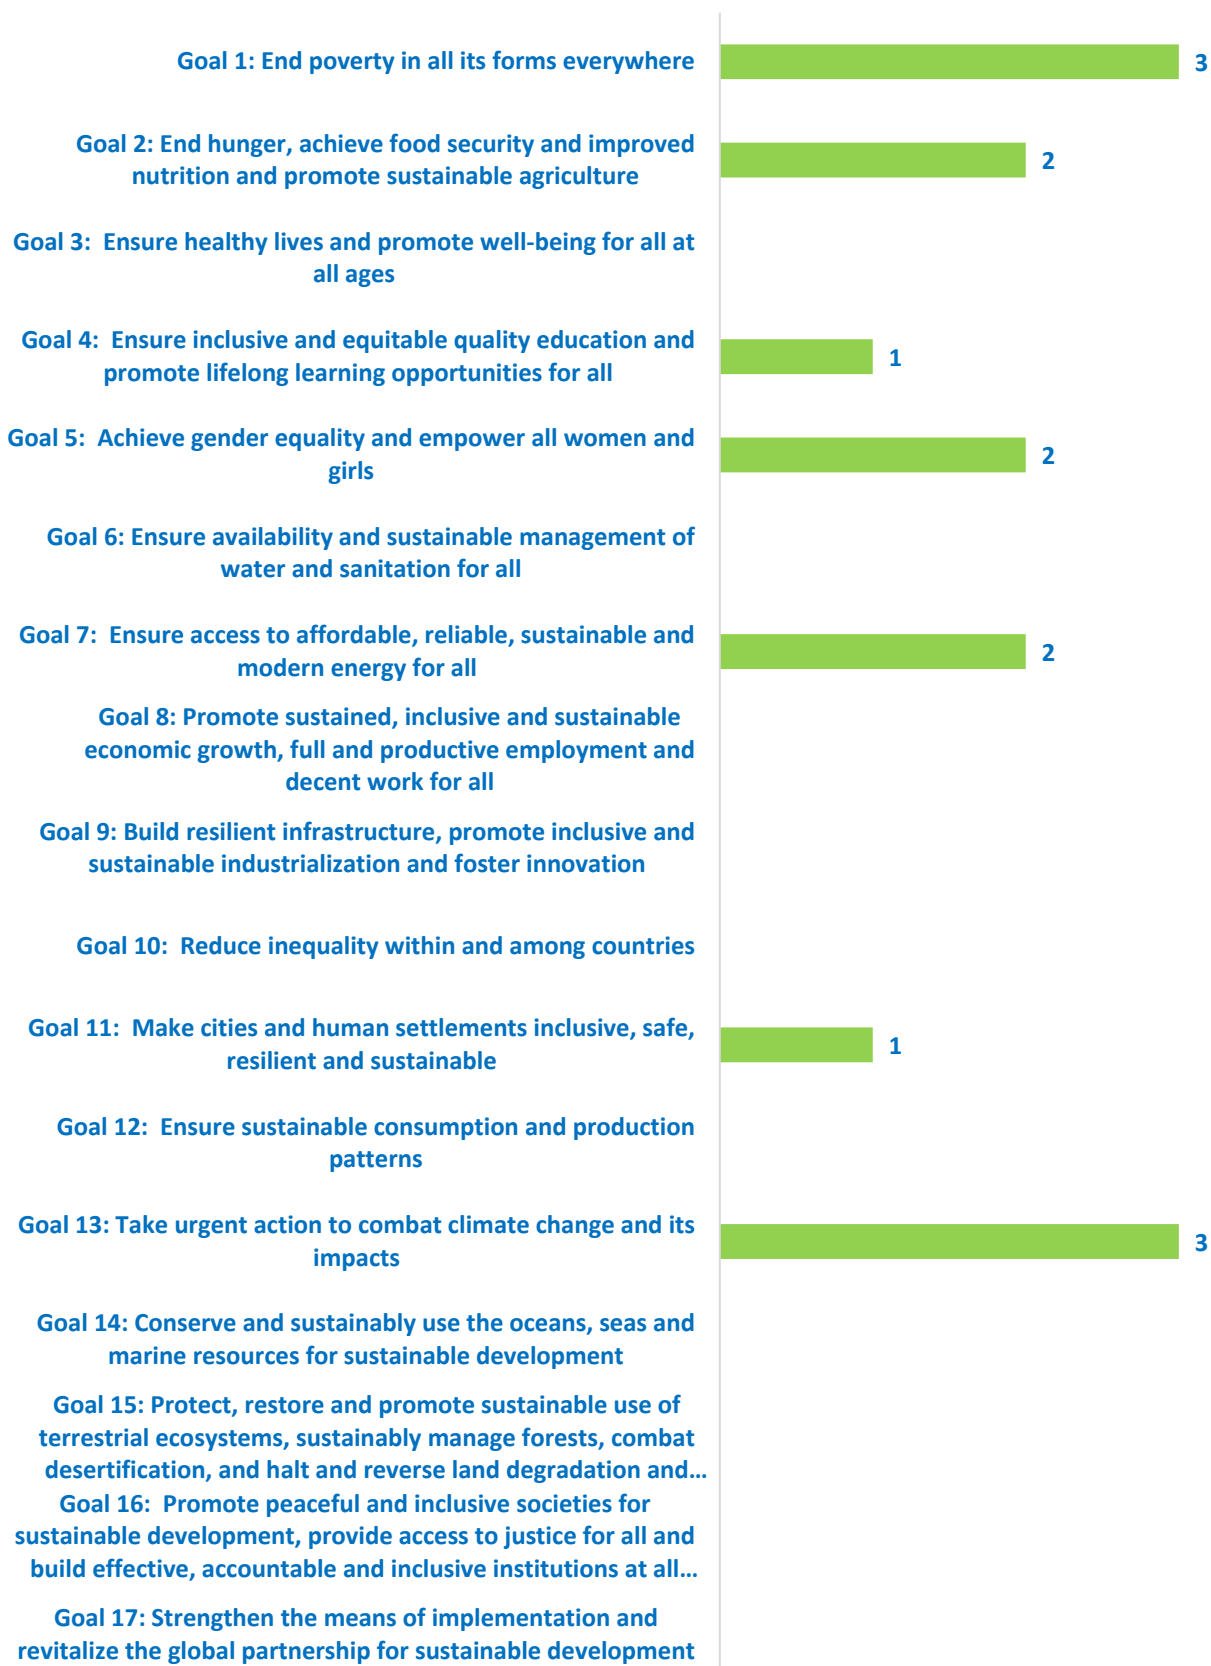 Goal 1: End poverty in all its forms everywhere
3
Goal 2: End hunger, achieve food security and improved
nutrition and promote sustainable agriculture
2
Goal 3:  Ensure healthy lives and promote well-being for all at
all ages
Goal 4:  Ensure inclusive and equitable quality education and
promote lifelong learning opportunities for all
1
Goal 5:  Achieve gender equality and empower all women and
girls
2
Goal 6: Ensure availability and sustainable management of
water and sanitation for all
Goal 7:  Ensure access to affordable, reliable, sustainable and
modern energy for all
2
Goal 8: Promote sustained, inclusive and sustainable
economic growth, full and productive employment and
decent work for all
Goal 9: Build resilient infrastructure, promote inclusive and
sustainable industrialization and foster innovation
Goal 10:  Reduce inequality within and among countries
Goal 11:  Make cities and human settlements inclusive, safe,
resilient and sustainable
1
Goal 12:  Ensure sustainable consumption and production
patterns
Goal 13: Take urgent action to combat climate change and its
impacts
3
Goal 14: Conserve and sustainably use the oceans, seas and
marine resources for sustainable development
Goal 15: Protect, restore and promote sustainable use of
terrestrial ecosystems, sustainably manage forests, combat
desertification, and halt and reverse land degradation and…
Goal 16:  Promote peaceful and inclusive societies for
sustainable development, provide access to justice for all and
build effective, accountable and inclusive institutions at all…
Goal 17: Strengthen the means of implementation and
revitalize the global partnership for sustainable development